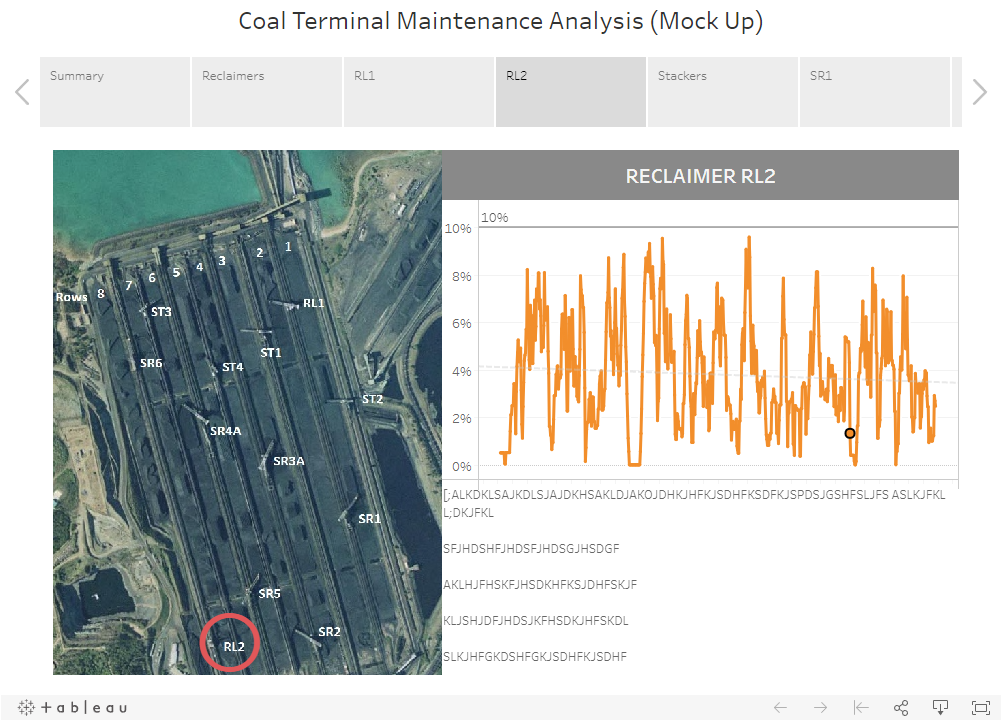 Coal Terminal Maintenance Analysis (Mock Up)
Summary
Reclaimers
RL1
RL2
Stackers
SR1
RECLAIMER RL2
10%
10%
8%
6%
4%
2%
0%
1
2
3
4
5
6
7
8
Rows
RL1
ST3
ST1
SR6
ST4
ST2
SR4A
SR3A
SR1
SR5
SR2
RL2
[;ALKDKLSAJKDLSJAJDKHSAKLDJAKOJDHKJHFKJSDHFKSDFKJSPDSJGSHFSLJFS ASLKJFKL
L;DKJFKL
SFJHDSHFJHDSFJHDSGJHSDGF
AKLHJFHSKFJHSDKHFKSJDHFSKJF
KLJSHJDFJHDSJKFHSDKJHFSKDL
SLKJHFGKDSHFGKJSDHFKJSDHF
+ableau